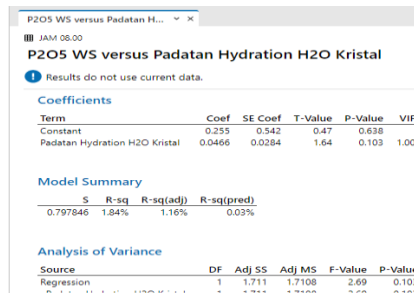 P2O5 WS versus Padatan H...
JAM 08.00
P2O5 WS versus Padatan Hydration H2O Kristal
Results do not use current data.
Coefficients
Term Coef SE Coef T-Value P-Value VIF
Constant 0.255 0.542 0.47 0.638
Padatan Hydration H2O Kristal 0.0466 0.0284 1.64 0.103 1.00
Model Summary
S R-sq R-sq(adj) R-sq(pred)
0.797846 1.84% 1.16% 0.03%
Analysis of Variance
Source DF Adj SS Adj MS F-Value P-Value
Regression 1 1.711 1.7108 2.69 0.103